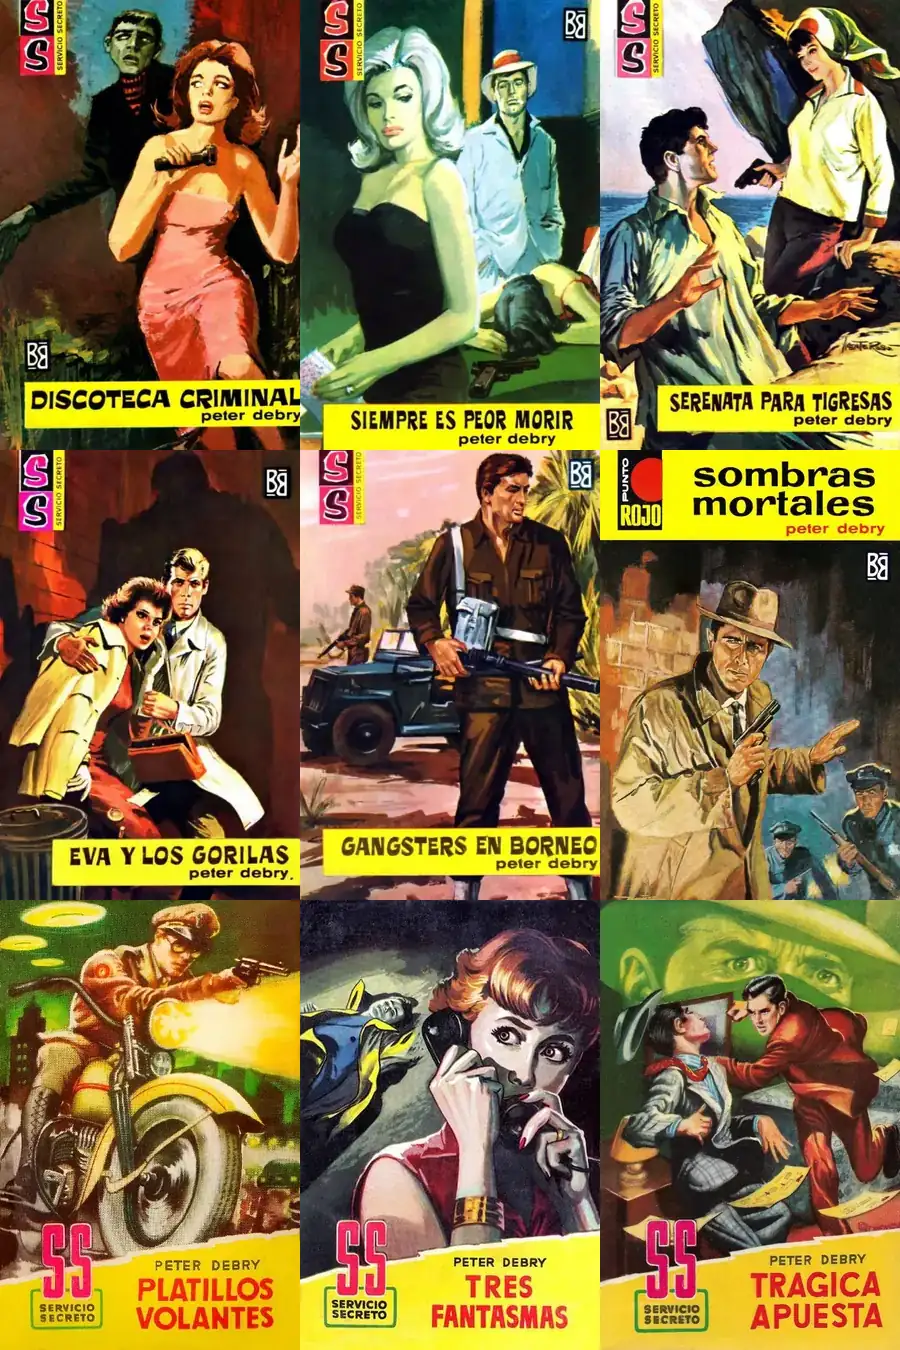 SS
SERVICIO SECRETO
BB
DISCOTECA CRIMINAL
peter debry
SS
SERVICIO SECRETO
BB
SIEMPRE ES PEOR MORIR
peter debry
SS
SERVICIO SECRETO
BB
SERENATA PARA TIGRESAS
peter debry
SS
SERVICIO SECRETO
BB
EVA Y LOS GORILAS
peter debry.
SS
SERVICIO SECRETO
BB
GANGSTERS EN BORNEO
peter debry
PUNTO
ROJO
sombras
mortales
peter debry
BB
SS
SERVICIO
SECRETO
PETER DEBRY
PLATILLOS
VOLANTES
SS
SERVICIO
SECRETO
PETER DEBRY
TRES
FANTASMAS
SS
SERVICIO
SECRETO
PETER DEBRY
TRAGICA
APUESTA